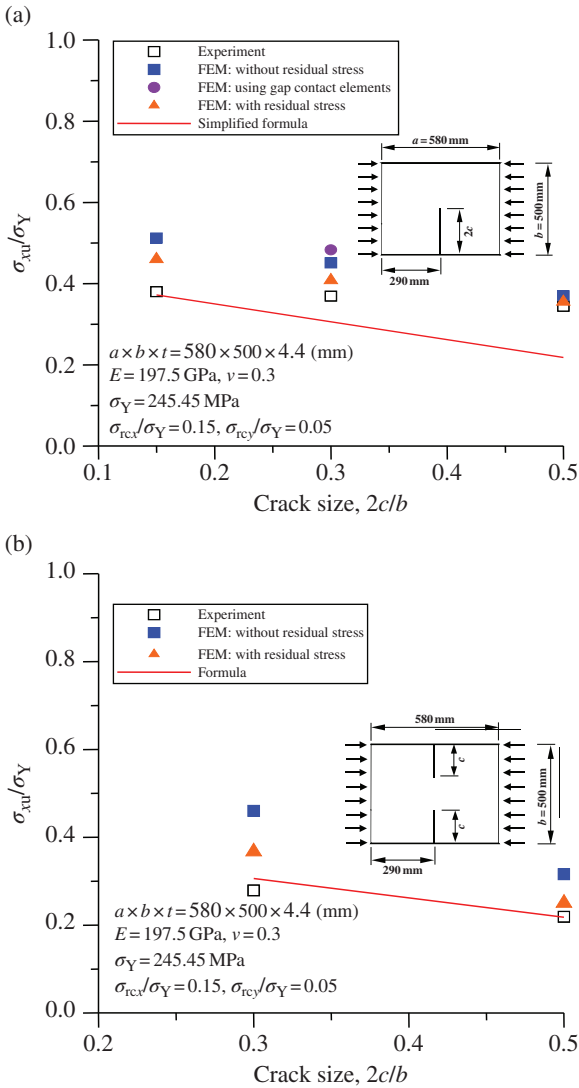 (a)
1.0
0.8
0.6
0.4
0.2
0.0
σxu/σY
Experiment
FEM: without residual stress
FEM: using gap contact elements
FEM: with residual stress
Simplified formula
a=580 mm
b=500 mm
2c
290 mm
a×b×t=580×500×4.4 (mm)
E=197.5 GPa, ν=0.3
σY=245.45 MPa
σrcx/σY=0.15, σrcy/σY=0.05
0.1 0.2 0.3 0.4 0.5
Crack size, 2c/b
(b)
1.0
0.8
0.6
0.4
0.2
0.0
σxu/σY
Experiment
FEM: without residual stress
FEM: with residual stress
Formula
580 mm
c
b=500 mm
c
290 mm
a×b×t=580×500×4.4 (mm)
E=197.5 GPa, ν=0.3
σY=245.45 MPa
σrcx/σY=0.15, σrcy/σY=0.05
0.2 0.3 0.4 0.5
Crack size, 2c/b